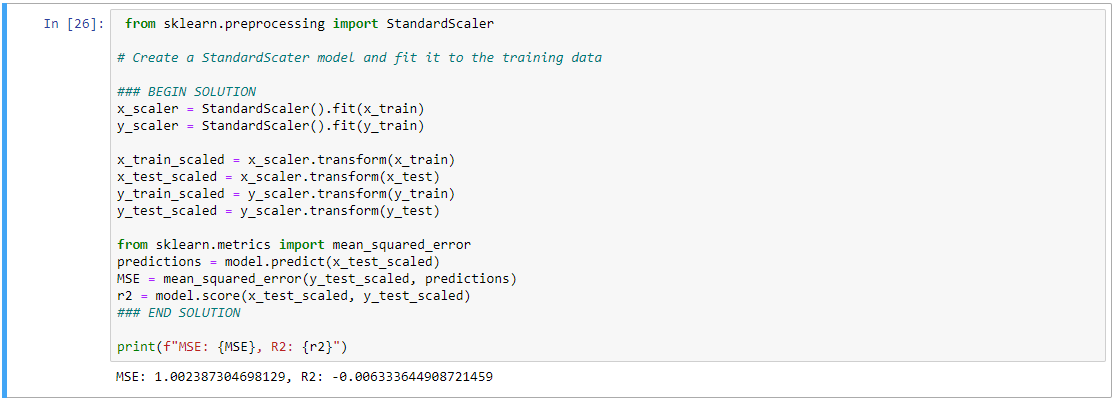 In [26]: from sklearn.preprocessing import StandardScaler
# Create a StandardScater model and fit it to the training data
### BEGIN SOLUTION
x_scaler = StandardScaler().fit(x_train)
y_scaler = StandardScaler().fit(y_train)
x_train_scaled = x_scaler.transform(x_train)
x_test_scaled = x_scaler.transform(x_test)
y_train_scaled = y_scaler.transform(y_train)
y_test_scaled = y_scaler.transform(y_test)
from sklearn.metrics import mean_squared_error
predictions = model.predict(x_test_scaled)
MSE = mean_squared_error(y_test_scaled, predictions)
r2 = model.score(x_test_scaled, y_test_scaled)
### END SOLUTION
print(f"MSE: {MSE}, R2: {r2}")
MSE: 1.002387304698129, R2: -0.006333644908721459